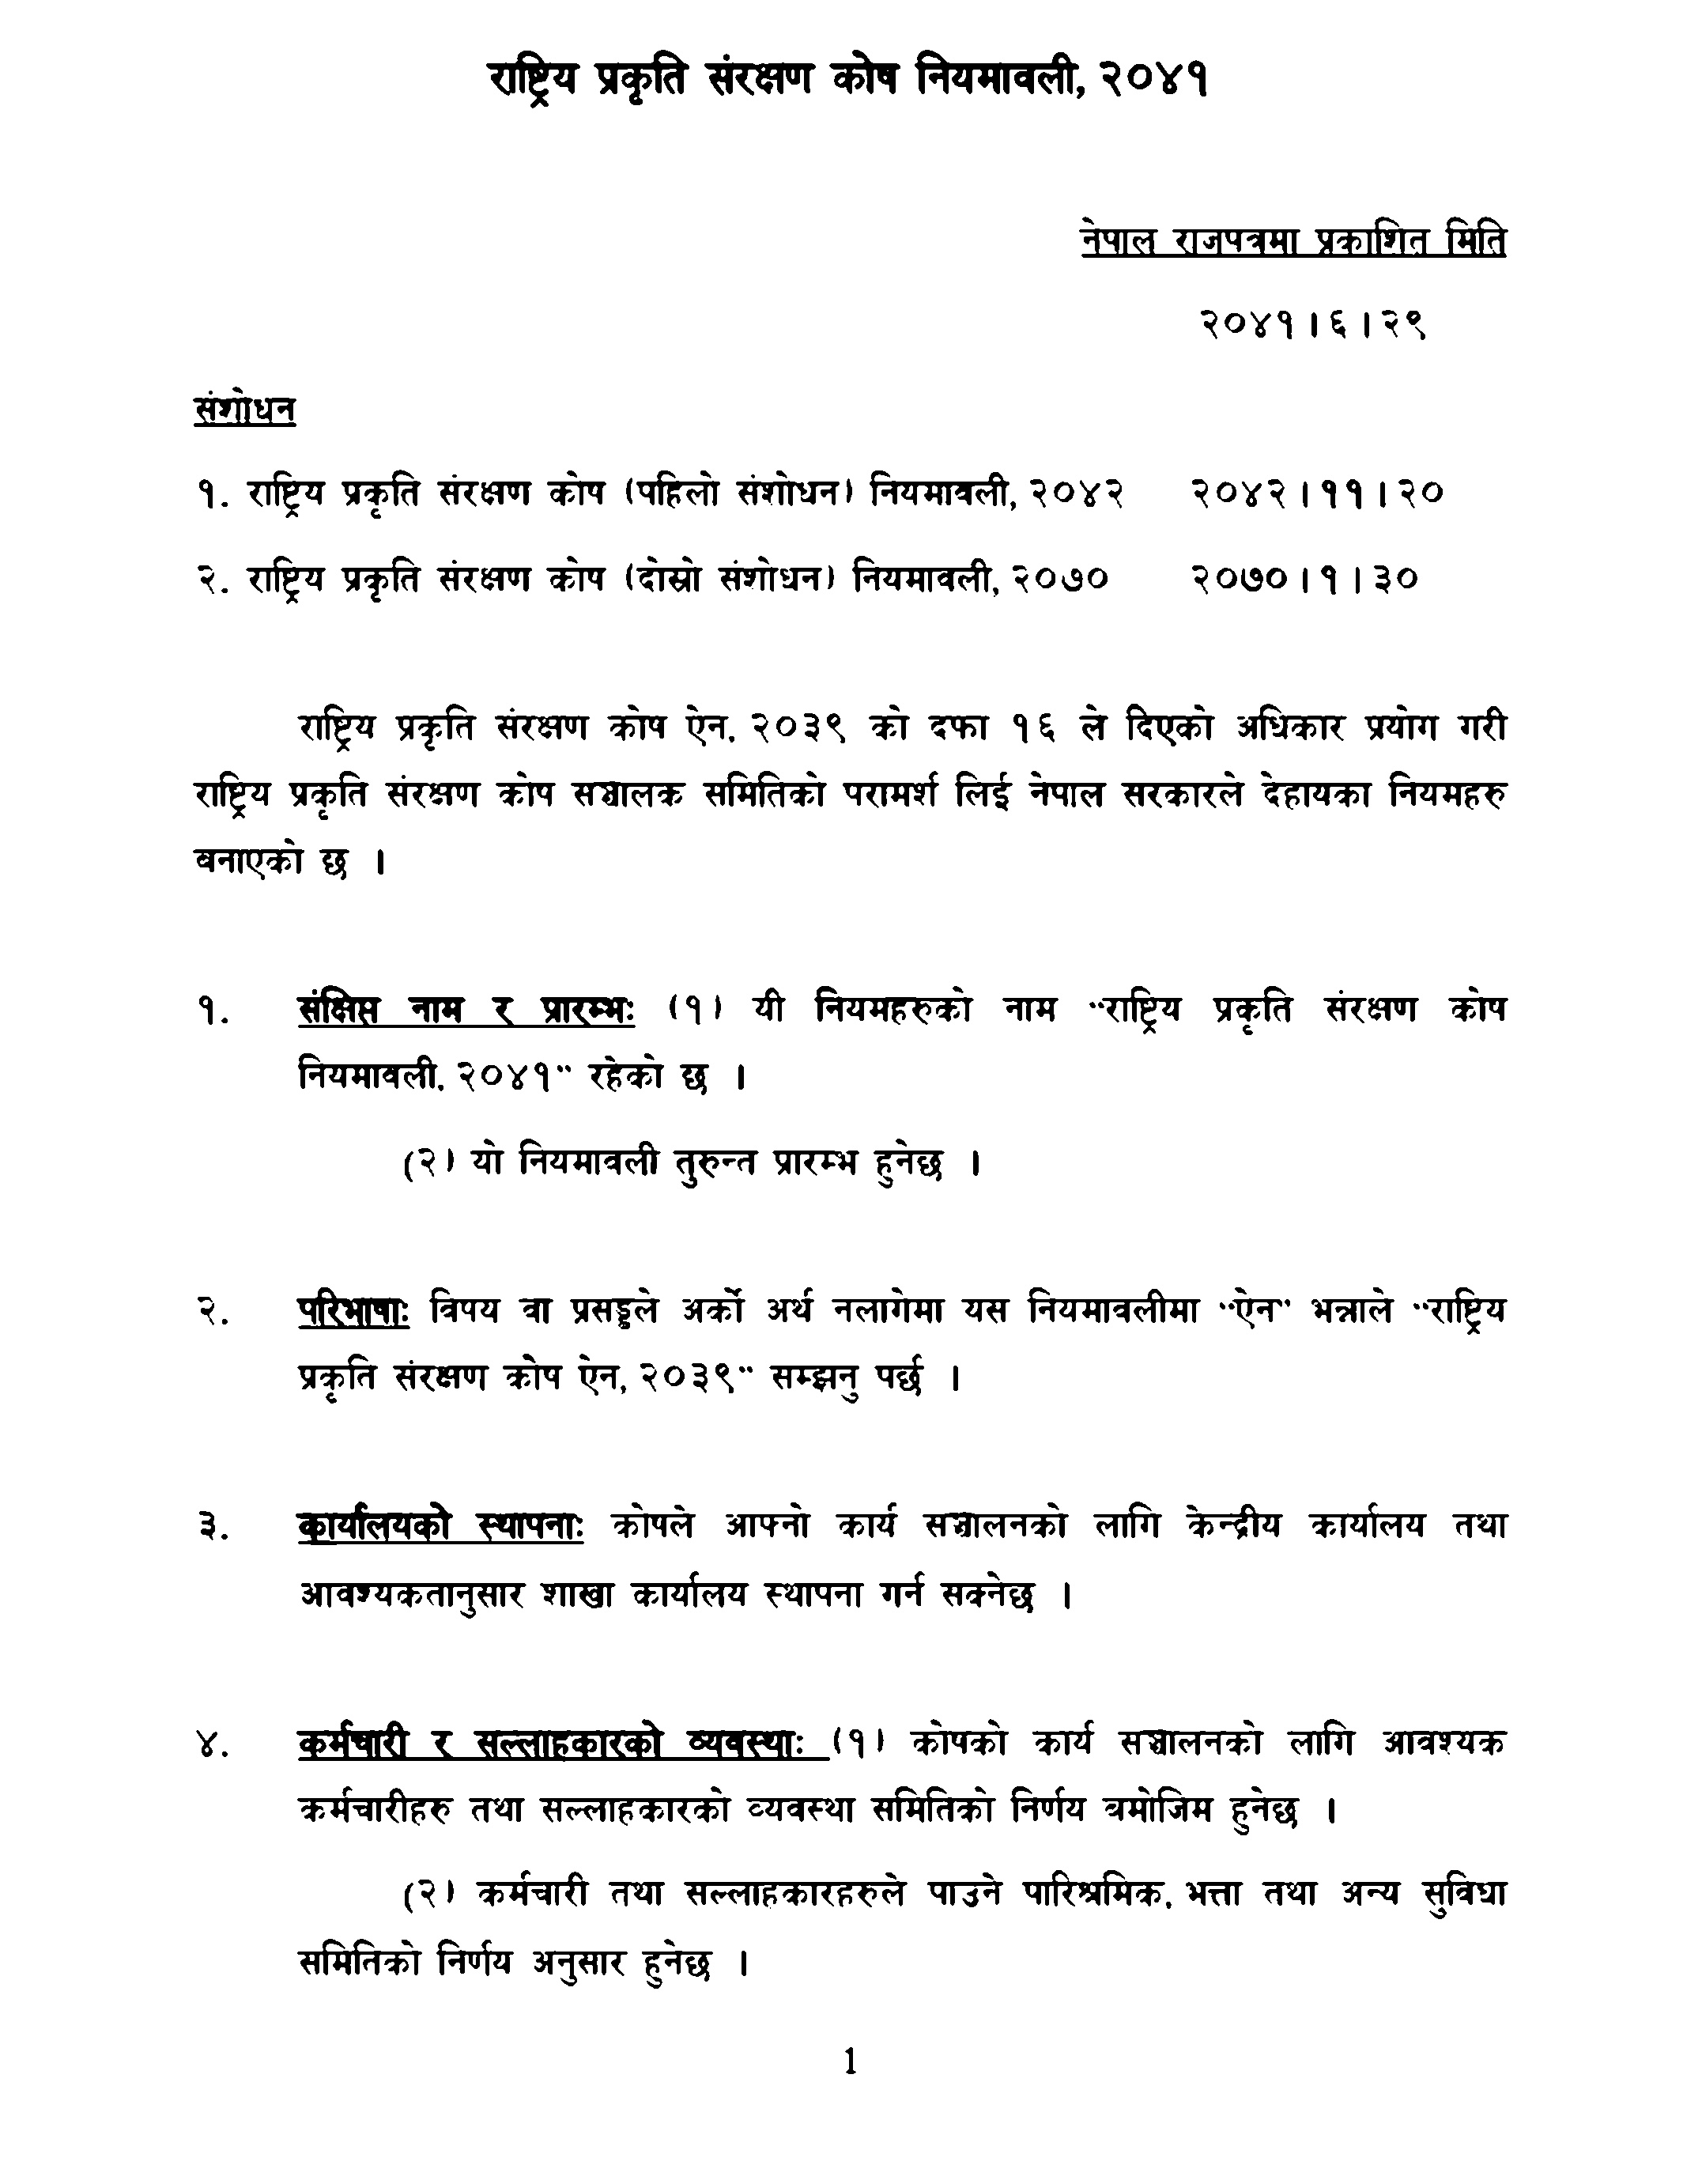 राष्ट्रिय प्रकृति संरक्षण कोष नियमावली, २०४१
नेपाल राजपत्रमा प्रकाशित मिति
२०४१।६।२९
संशोधन
१. राष्ट्रिय प्रकृति संरक्षण कोष (पहिलो संशोधन) नियमावली, २०४२ २०४२।११।२०
२. राष्ट्रिय प्रकृति संरक्षण कोष (दोस्रो संशोधन) नियमावली, २०७० २०७०।१।३०
राष्ट्रिय प्रकृति संरक्षण कोष ऐन, २०३९ को दफा १६ ले दिएको अधिकार प्रयोग गरी
राष्ट्रिय प्रकृति संरक्षण कोष सञ्चालक समितिको परामर्श लिई नेपाल सरकारले देहायका नियमहरु
बनाएको छ ।
१. संक्षिप्त नाम र प्रारम्भः (१) यी नियमहरुको नाम "राष्ट्रिय प्रकृति संरक्षण कोष
नियमावली, २०४१" रहेको छ ।
(२) यो नियमावली तुरुन्त प्रारम्भ हुनेछ ।
२. परिभाषाः विषय वा प्रसङ्गले अर्को अर्थ नलागेमा यस नियमावलीमा "ऐन" भन्नाले "राष्ट्रिय
प्रकृति संरक्षण कोष ऐन, २०३९" सम्झनु पर्छ ।
३. कार्यालयको स्थापनाः कोषले आफ्नो कार्य सञ्चालनको लागि केन्द्रीय कार्यालय तथा
आवश्यकतानुसार शाखा कार्यालय स्थापना गर्न सक्नेछ ।
४. कर्मचारी र सल्लाहकारको व्यवस्थाः (१) कोषको कार्य सञ्चालनको लागि आवश्यक
कर्मचारीहरु तथा सल्लाहकारको व्यवस्था समितिको निर्णय बमोजिम हुनेछ ।
(२) कर्मचारी तथा सल्लाहकारहरुले पाउने पारिश्रमिक, भत्ता तथा अन्य सुविधा
समितिको निर्णय अनुसार हुनेछ ।
1